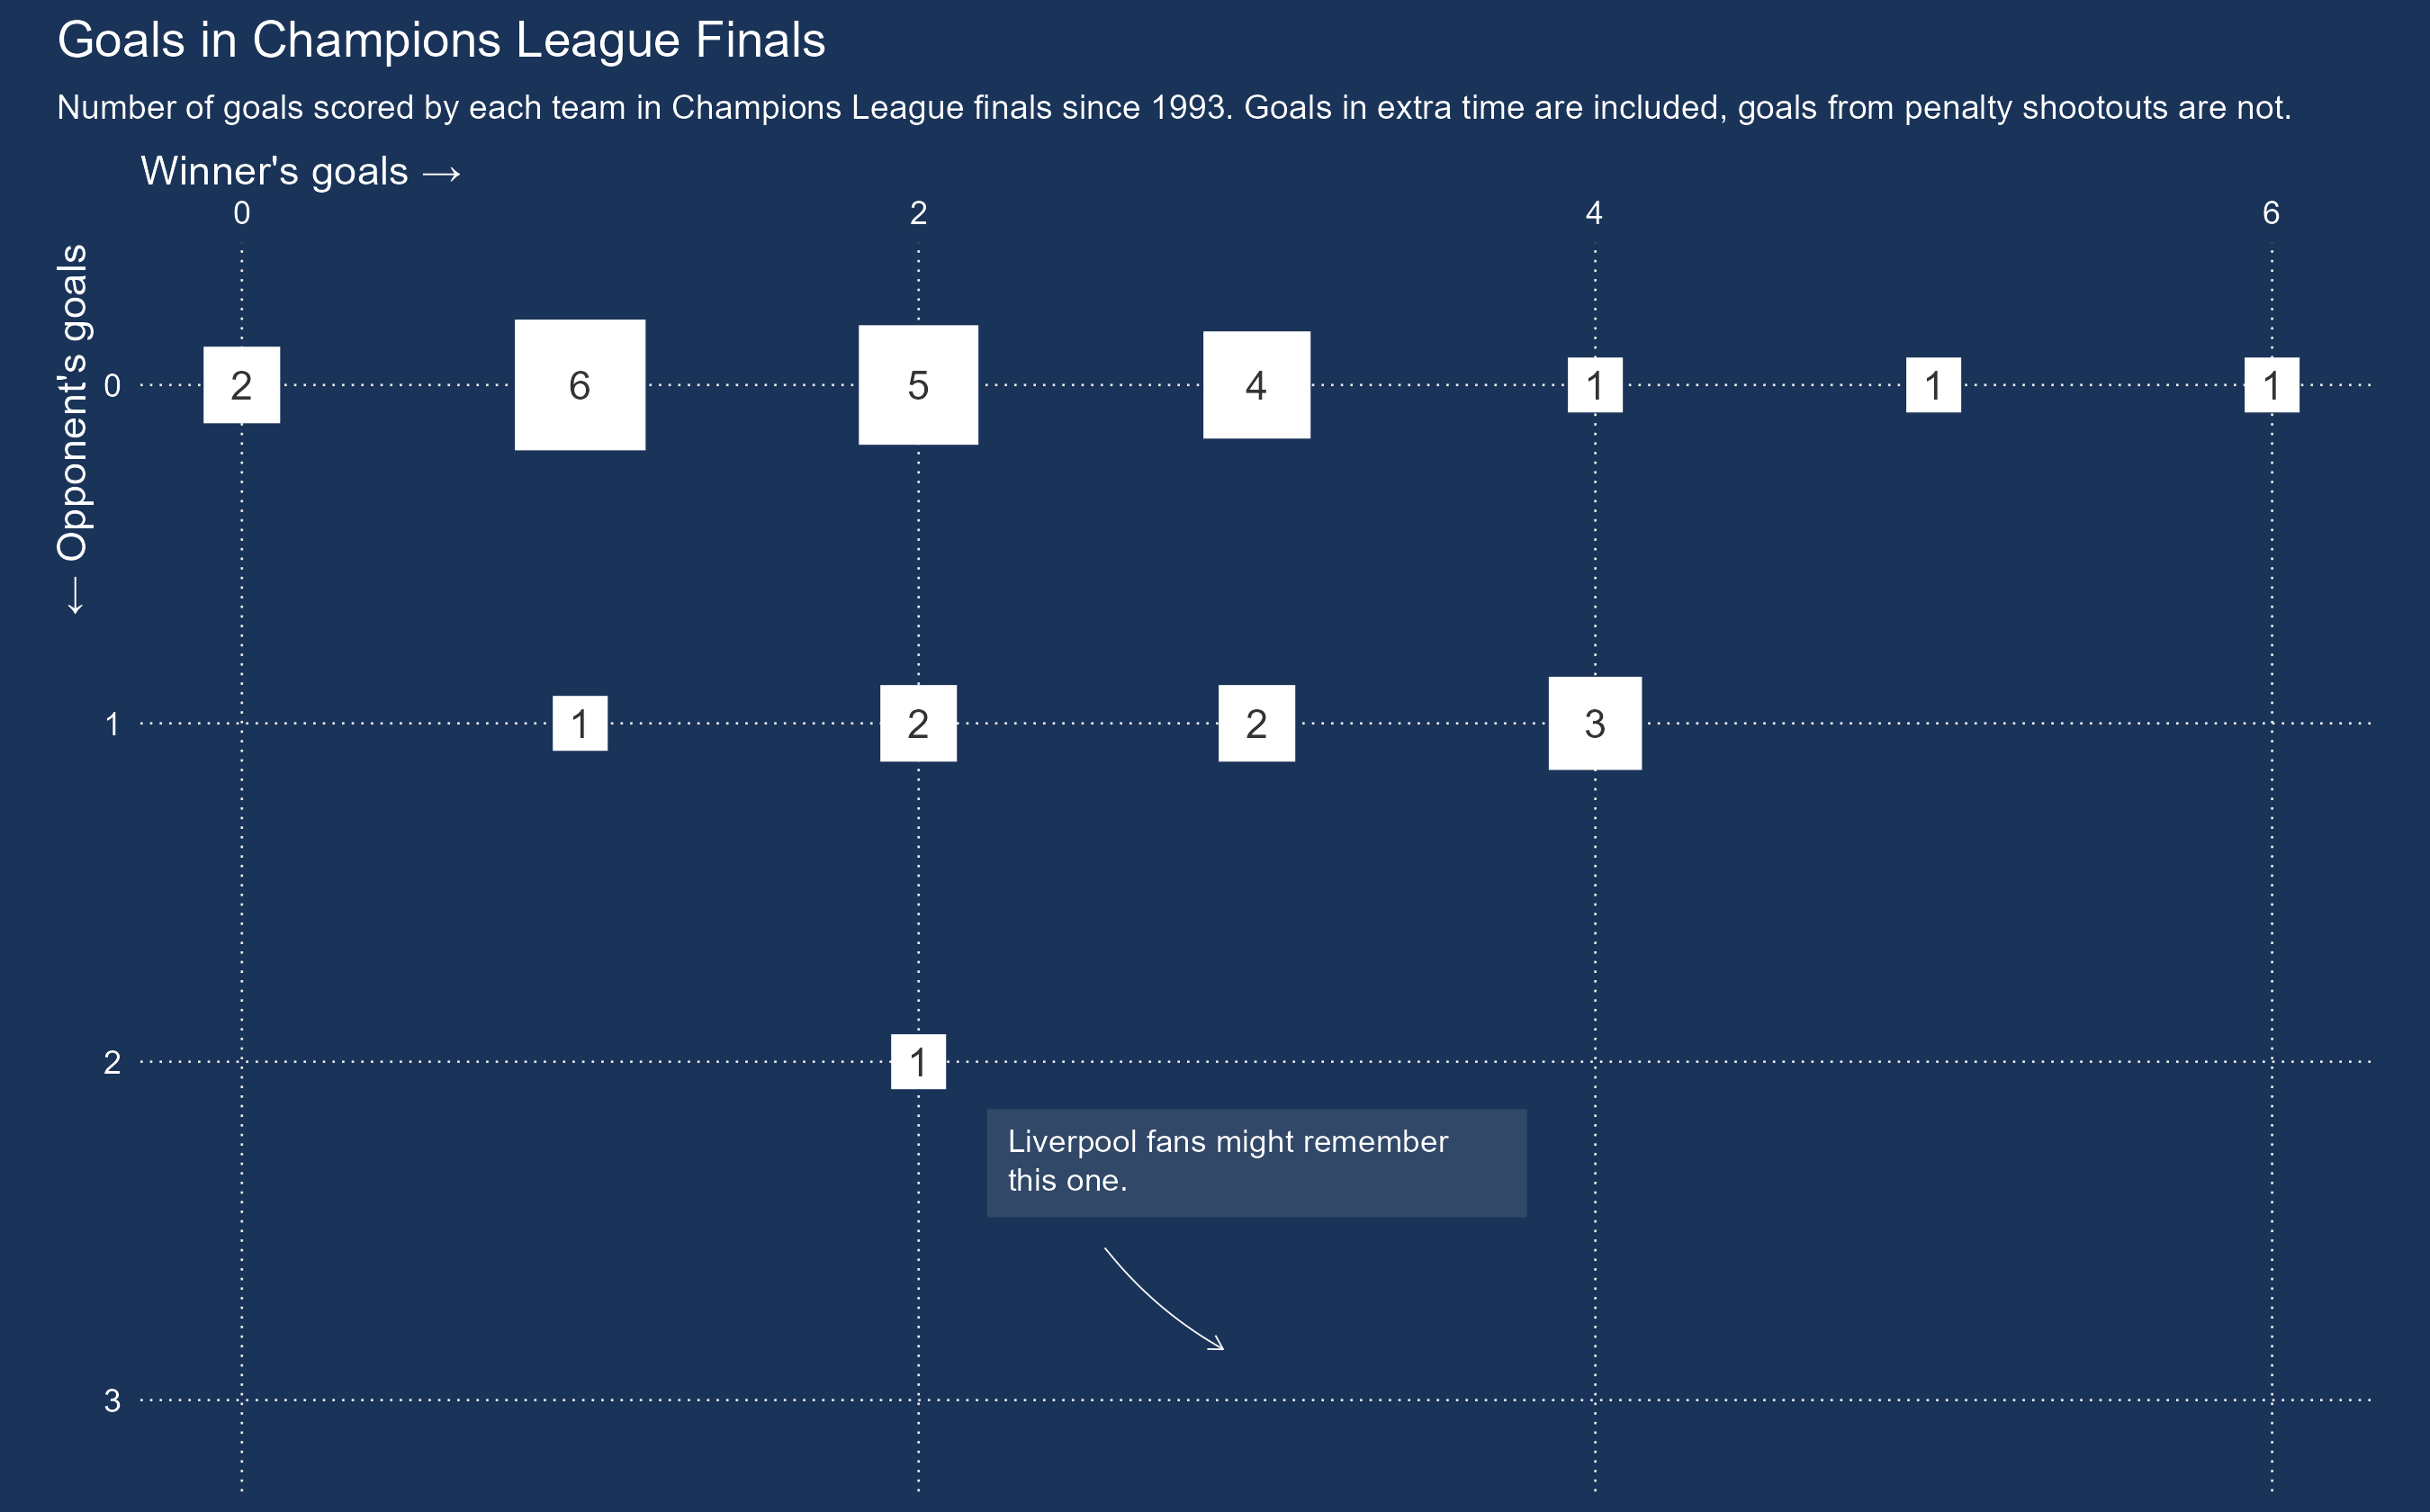 Goals in Champions League Finals
Number of goals scored by each team in Champions League finals since 1993. Goals in extra time are included, goals from penalty shootouts are not.
Winner's goals →
0 2 4 6
← Opponent's goals
0 2 6 5 4 1 1 1
1 1 2 2 3
2 1
Liverpool fans might remember
this one.
3